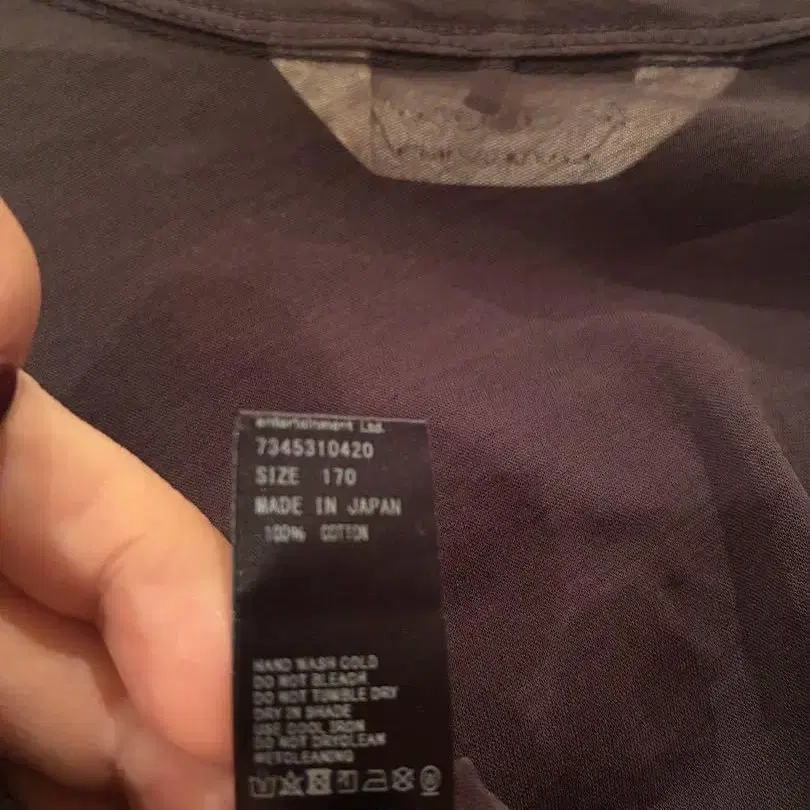 entertainment Ltd.
7345310420
SIZE 170
MADE IN JAPAN
100% COTTON
HAND WASH COLD
DO NOT BLEACH
DO NOT TUMBLE DRY
DRY IN SHADE
USE COOL IRON
DO NOT DRYCLEAN
WETCLEANING